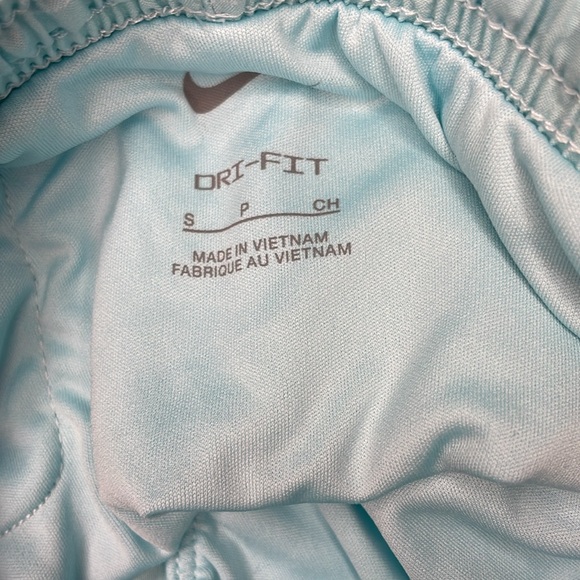 DRI-FIT
S P CH
MADE IN VIETNAM
FABRIQUE AU VIETNAM